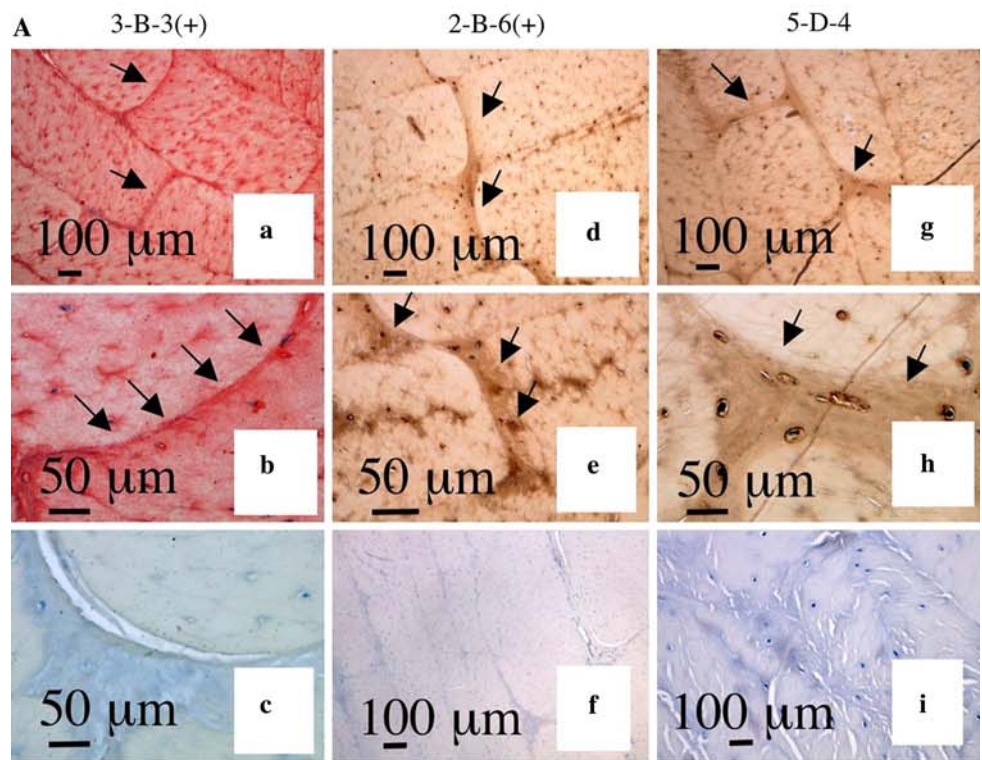 A
3-B-3(+) 2-B-6(+) 5-D-4
100 µm a 100 µm d 100 µm g
50 µm b 50 µm e 50 µm h
50 µm c 100 µm f 100 µm i